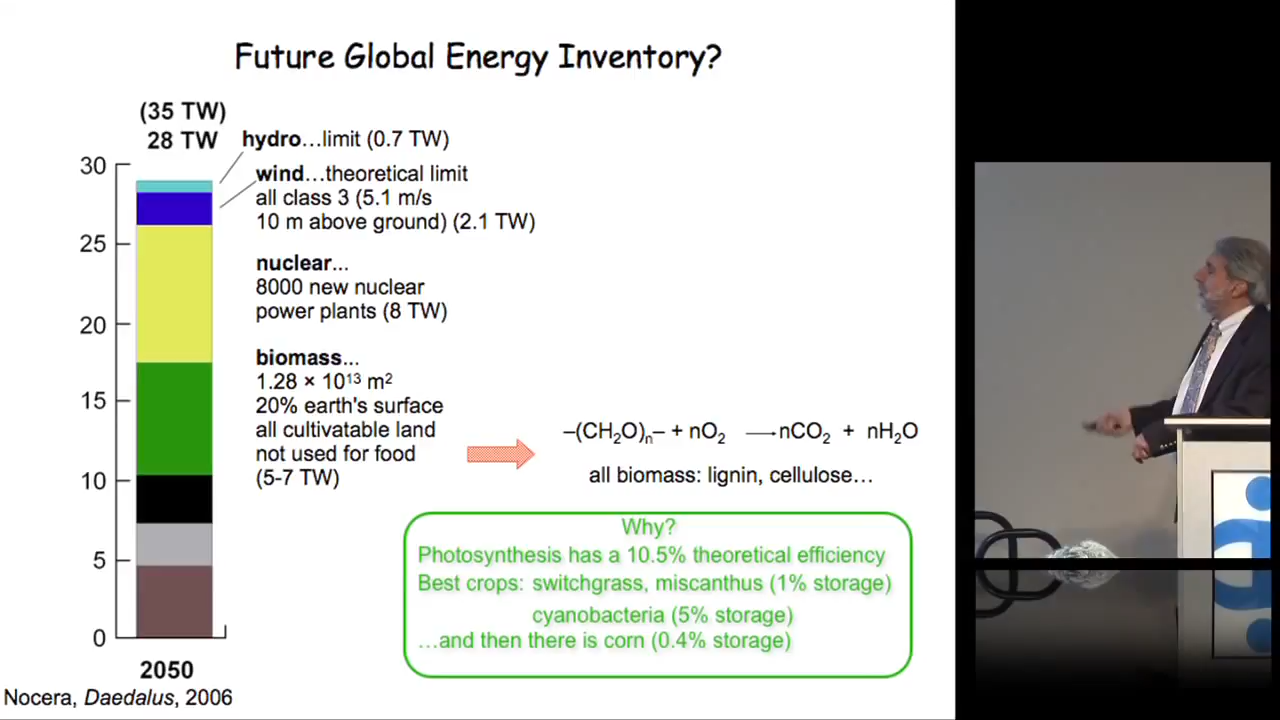 Future Global Energy Inventory?
(35 TW)
28 TW
hydro…limit (0.7 TW)
wind…theoretical limit
all class 3 (5.1 m/s
10 m above ground) (2.1 TW)
nuclear...
8000 new nuclear
power plants (8 TW)
biomass...
1.28 × 10¹³ m²
20% earth's surface
all cultivatable land
not used for food
(5-7 TW)
30
25
20
15
10
5
0
2050
–(CH₂O)ₙ– + nO₂ → nCO₂ + nH₂O
all biomass: lignin, cellulose…
Why?
Photosynthesis has a 10.5% theoretical efficiency
Best crops: switchgrass, miscanthus (1% storage)
cyanobacteria (5% storage)
…and then there is corn (0.4% storage)
Nocera, Daedalus, 2006